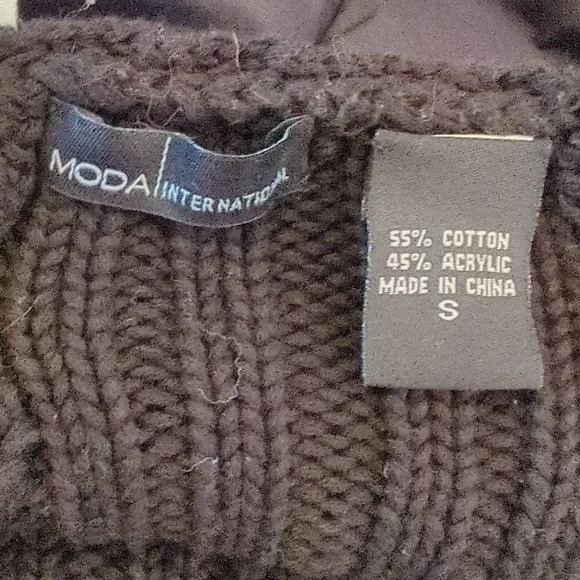 MODA INTERNATIONAL
55% COTTON
45% ACRYLIC
MADE IN CHINA
S